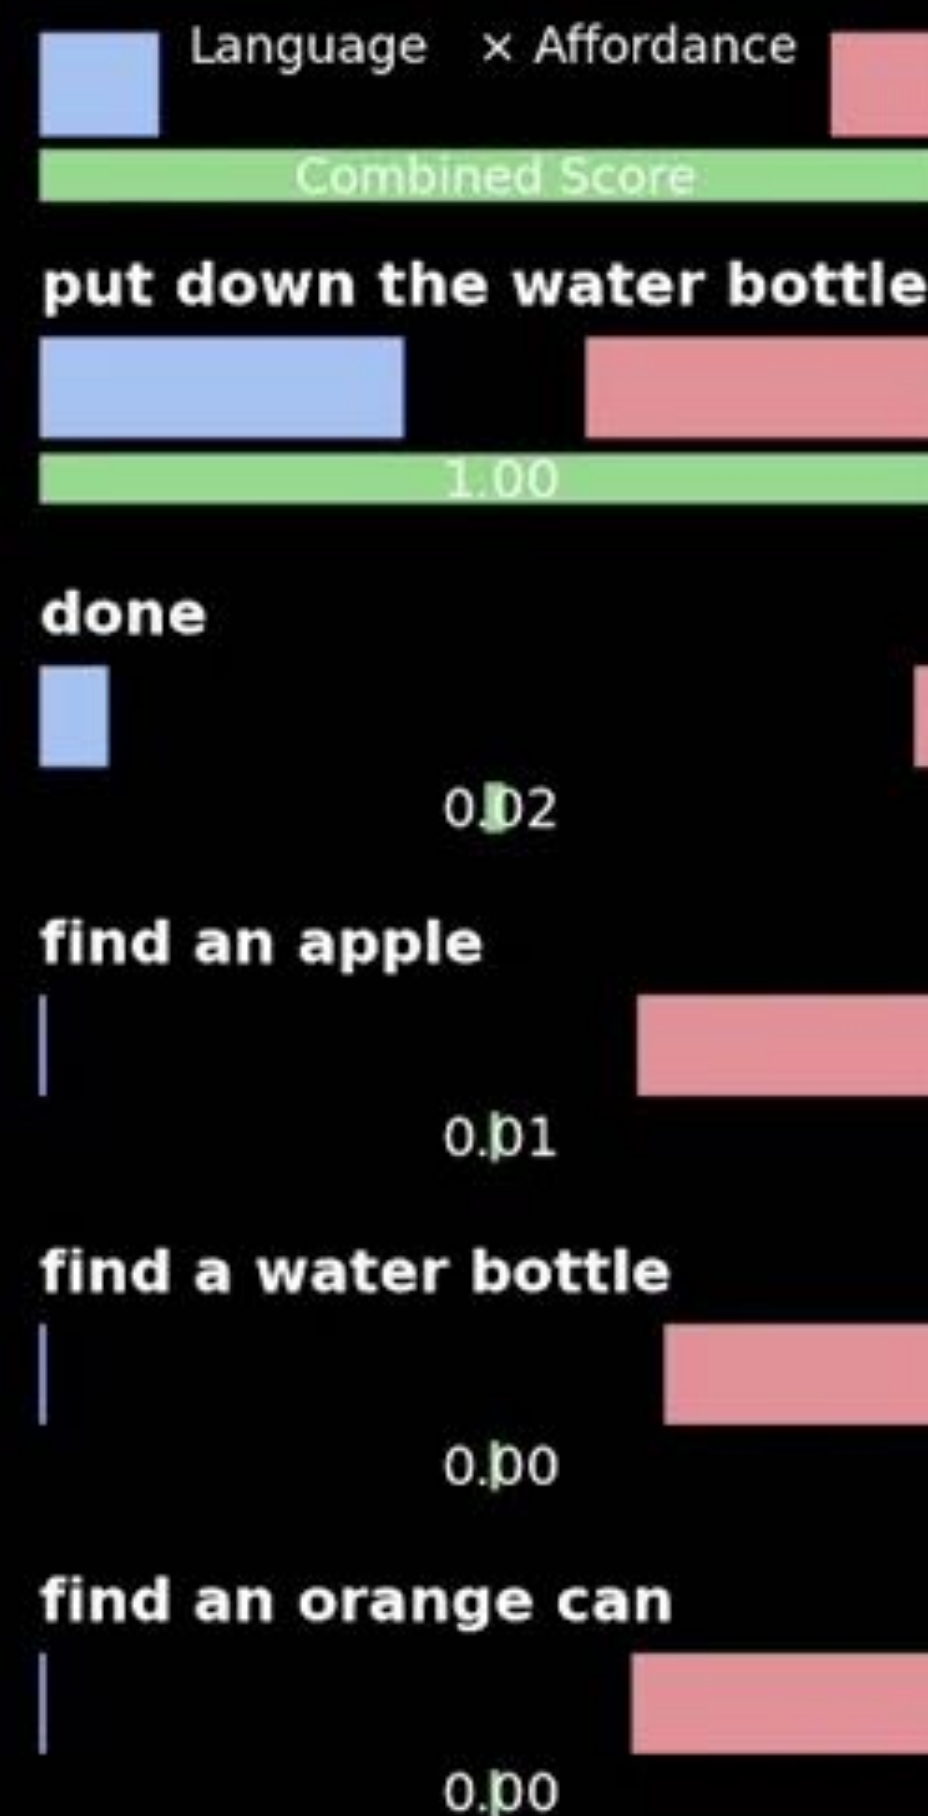 Language × Affordance
Combined Score
put down the water bottle
1.00
done
0.02
find an apple
0.01
find a water bottle
0.00
find an orange can
0.00